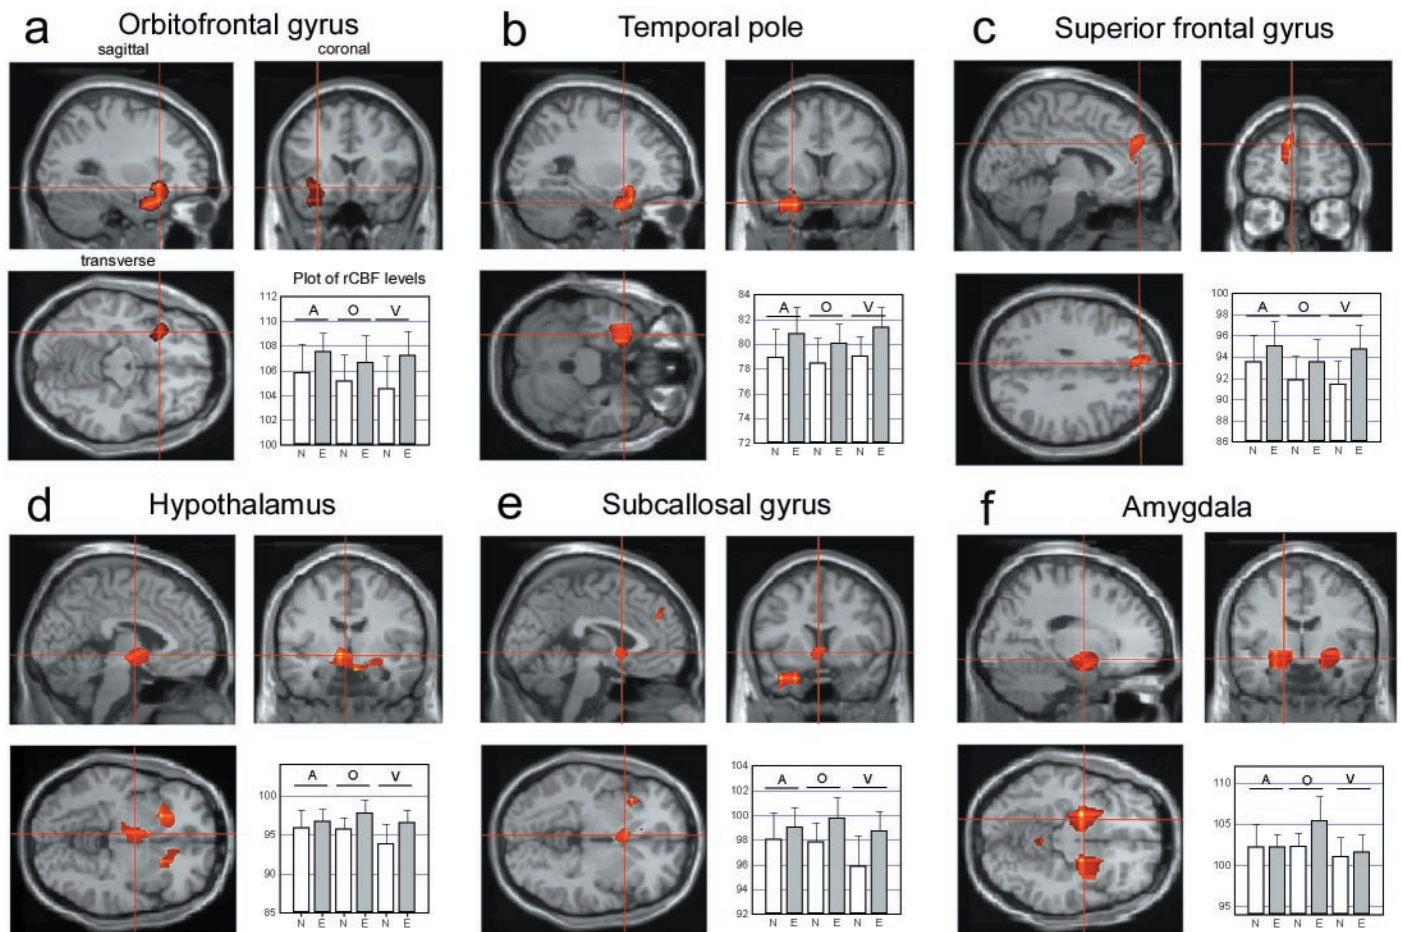 a Orbitofrontal gyrus
sagittal coronal
transverse
Plot of rCBF levels
112
110
108
106
104
102
100
A O V
N E N E N E
b Temporal pole
84
82
80
78
76
74
72
A O V
N E N E N E
c Superior frontal gyrus
100
98
96
94
92
90
88
86
A O V
N E N E N E
d Hypothalamus
100
95
90
85
A O V
N E N E N E
e Subcallosal gyrus
104
102
100
98
96
94
92
A O V
N E N E N E
f Amygdala
110
105
100
95
A O V
N E N E N E